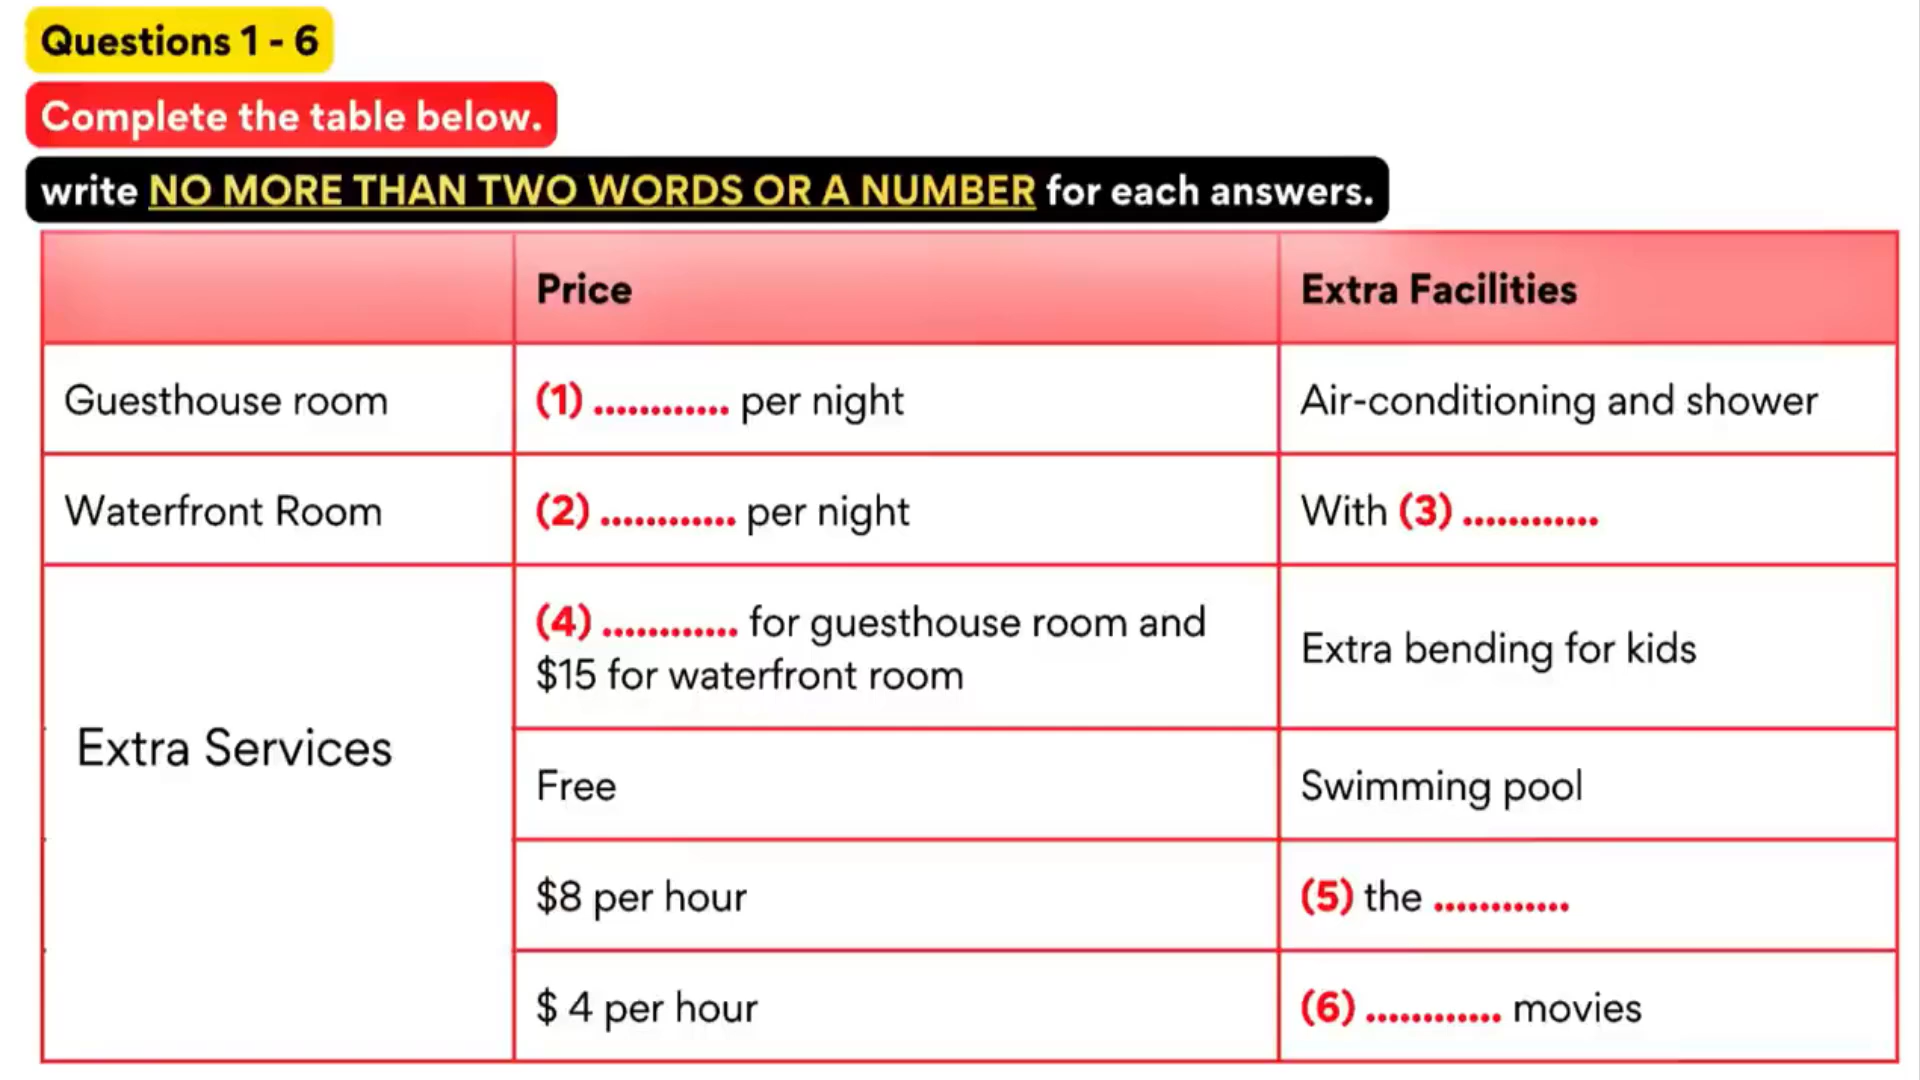 Questions 1 - 6
Complete the table below.
write NO MORE THAN TWO WORDS OR A NUMBER for each answers.
Price
Extra Facilities
Guesthouse room
(1) ............ per night
Air-conditioning and shower
Waterfront Room
(2) ............ per night
With (3) ............
Extra Services
(4) ............ for guesthouse room and
$15 for waterfront room
Extra bending for kids
Free
Swimming pool
$8 per hour
(5) the ............
$ 4 per hour
(6) ............ movies